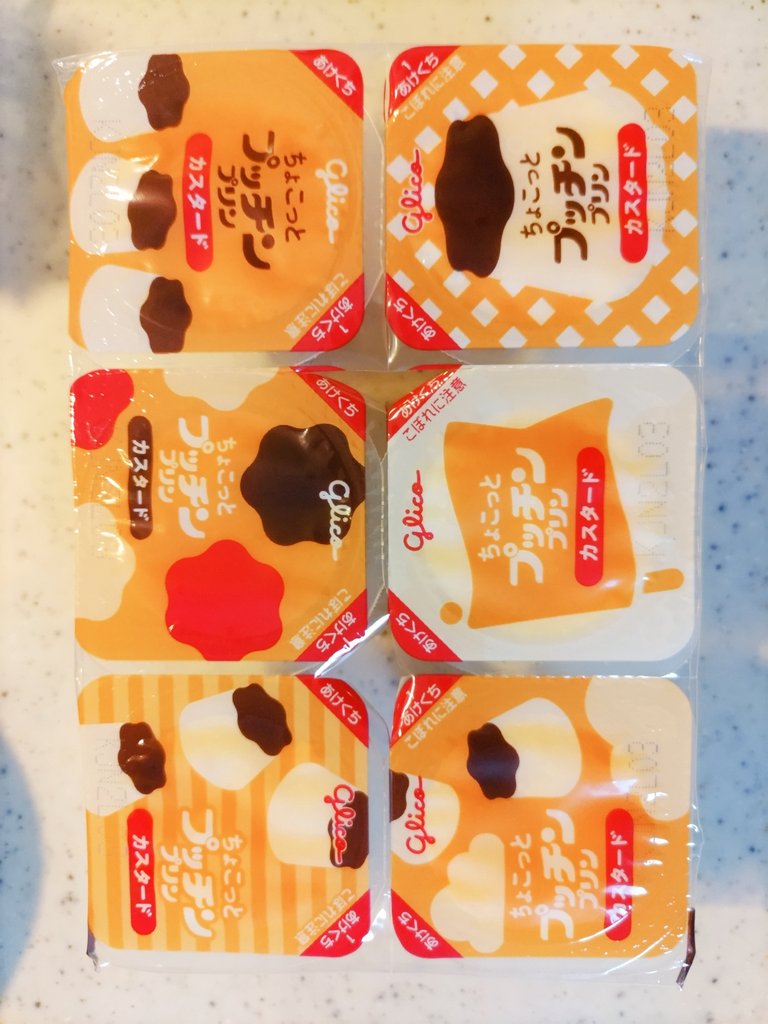 あけくち
glico
ちょこっと
プッチン
プリン
カスタード
こぼれに注意
あけくち
あけくち
こぼれに注意
glico
ちょこっと
プッチン
プリン
カスタード
あけくち
あけくち
glico
ちょこっと
プッチン
プリン
カスタード
こぼれに注意
あけくち
あけくち
こぼれに注意
glico
ちょこっと
プッチン
プリン
カスタード
あけくち
あけくち
glico
ちょこっと
プッチン
プリン
カスタード
こぼれに注意
あけくち
あけくち
こぼれに注意
glico
ちょこっと
プッチン
プリン
カスタード
あけくち